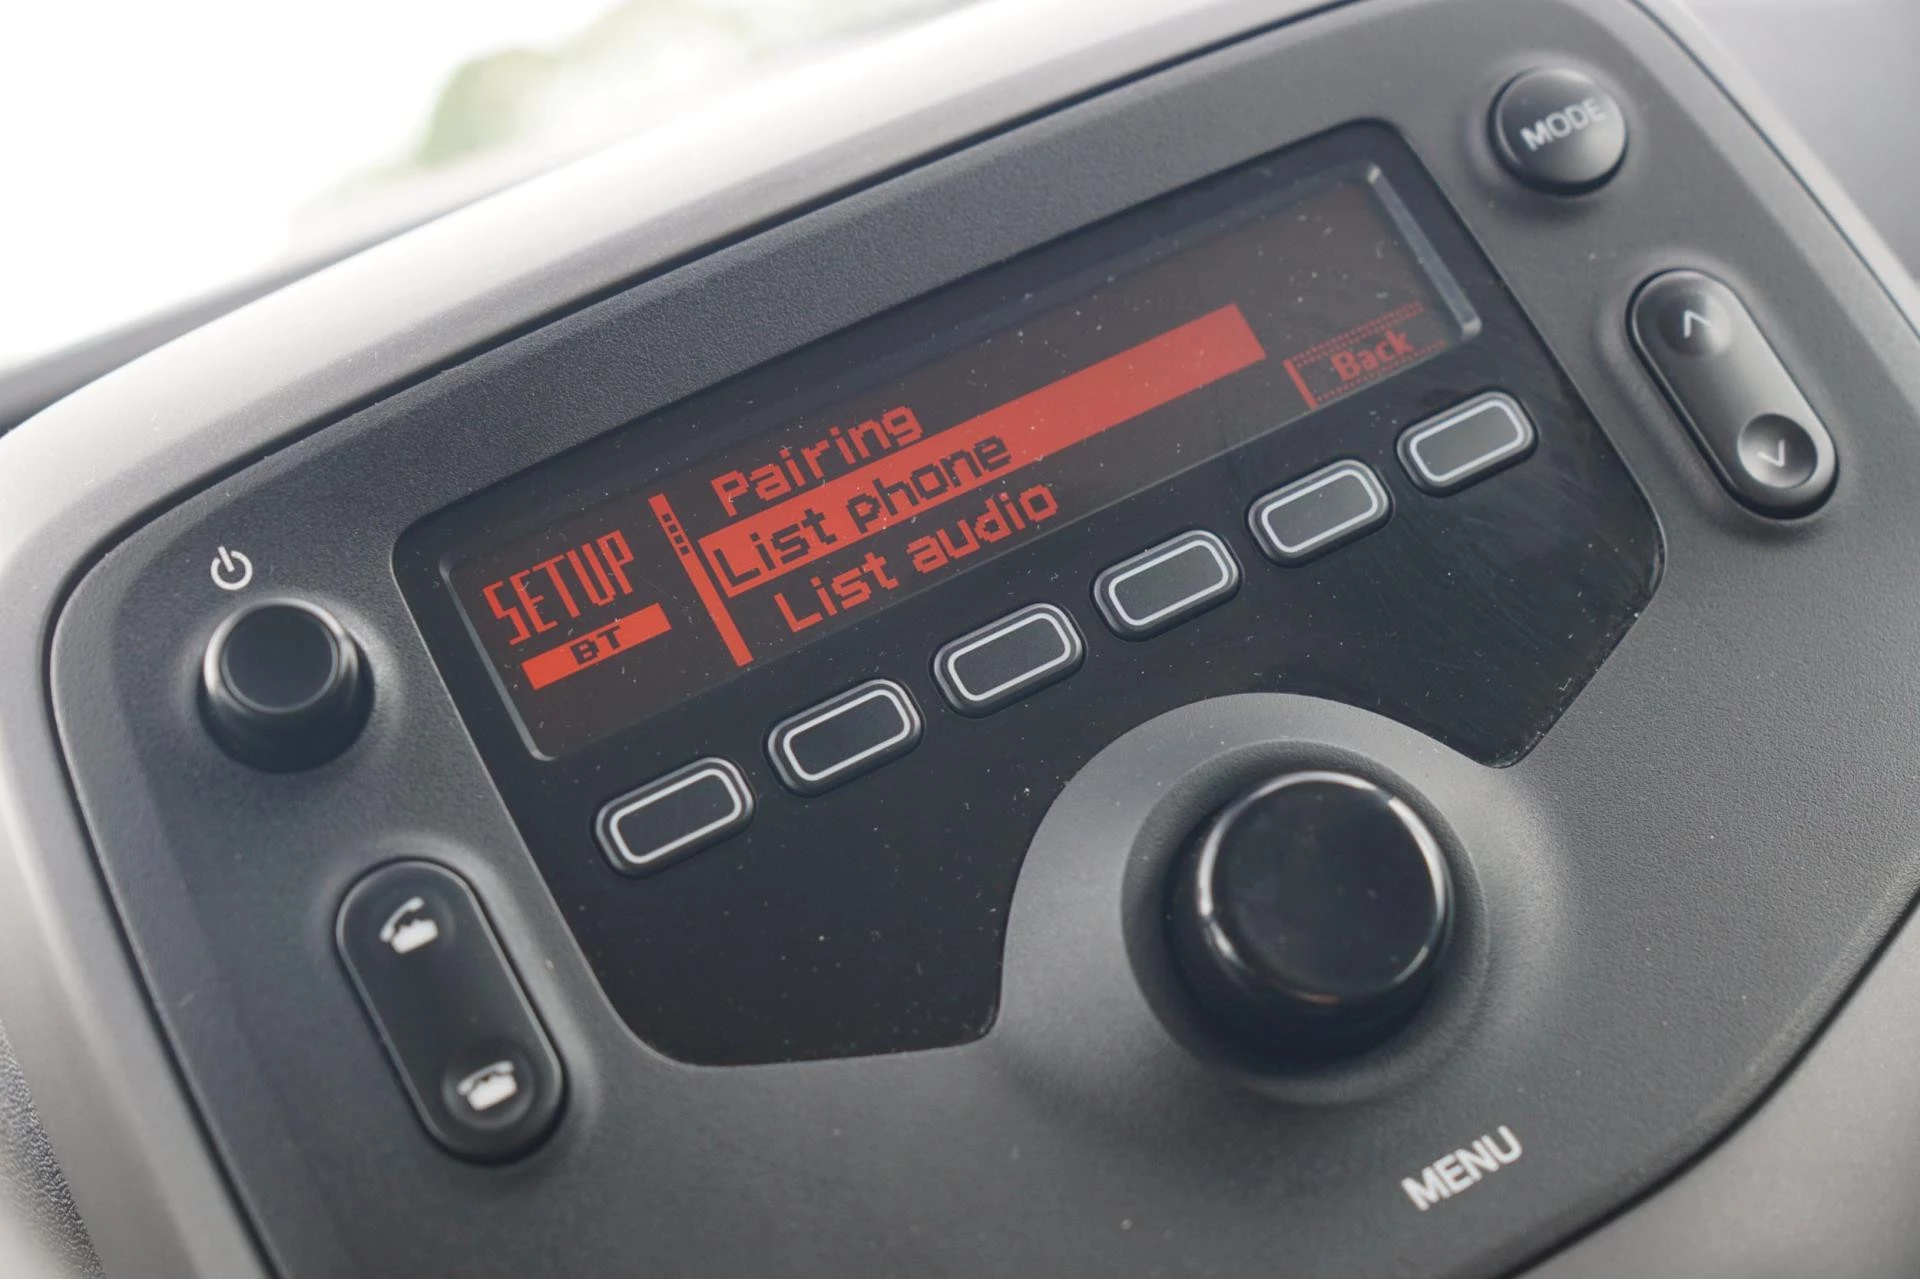 MODE
Pairing
List phone
List audio
Back
SETUP
BT
MENU